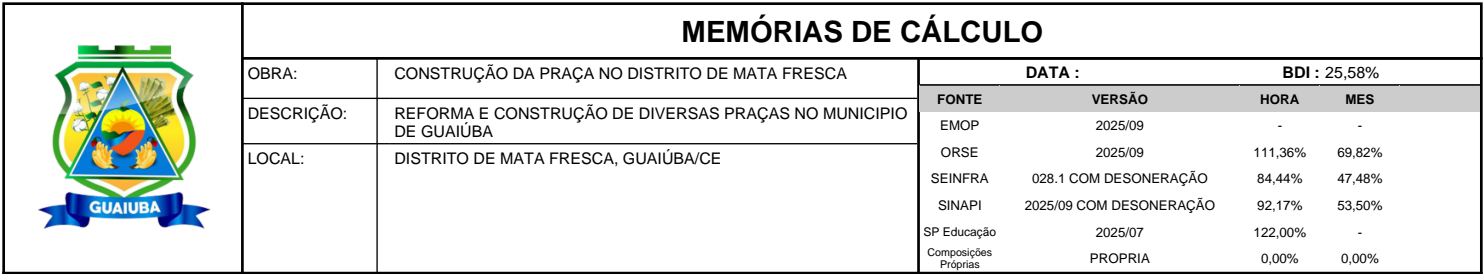 MEMÓRIAS DE CÁLCULO
OBRA: CONSTRUÇÃO DA PRAÇA NO DISTRITO DE MATA FRESCA
DESCRIÇÃO: REFORMA E CONSTRUÇÃO DE DIVERSAS PRAÇAS NO MUNICIPIO
DE GUAIÚBA
LOCAL: DISTRITO DE MATA FRESCA, GUAIÚBA/CE
DATA : BDI : 25,58%
FONTE VERSÃO HORA MES
EMOP 2025/09 - -
ORSE 2025/09 111,36% 69,82%
SEINFRA 028.1 COM DESONERAÇÃO 84,44% 47,48%
SINAPI 2025/09 COM DESONERAÇÃO 92,17% 53,50%
SP Educação 2025/07 122,00% -
Composições
Próprias PROPRIA 0,00% 0,00%
GUAIUBA